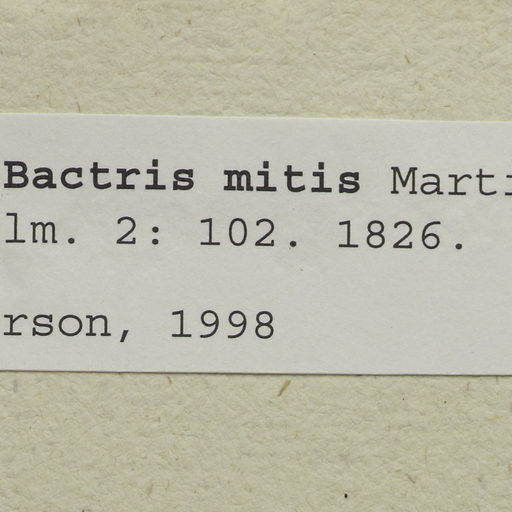 Bactris mitis Marti
lm. 2: 102. 1826.
rson, 1998